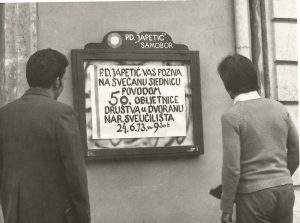 P.D. "JAPETIĆ"
SAMOBOR
P.D. JAPETIĆ VAS POZIVA
NA SVEČANU SJEDNICU
POVODOM
50. OBLJETNICE
DRUŠTVA U DVORANU
NAR. SVEUČILIŠTA
24.6.73. u 9 30 h